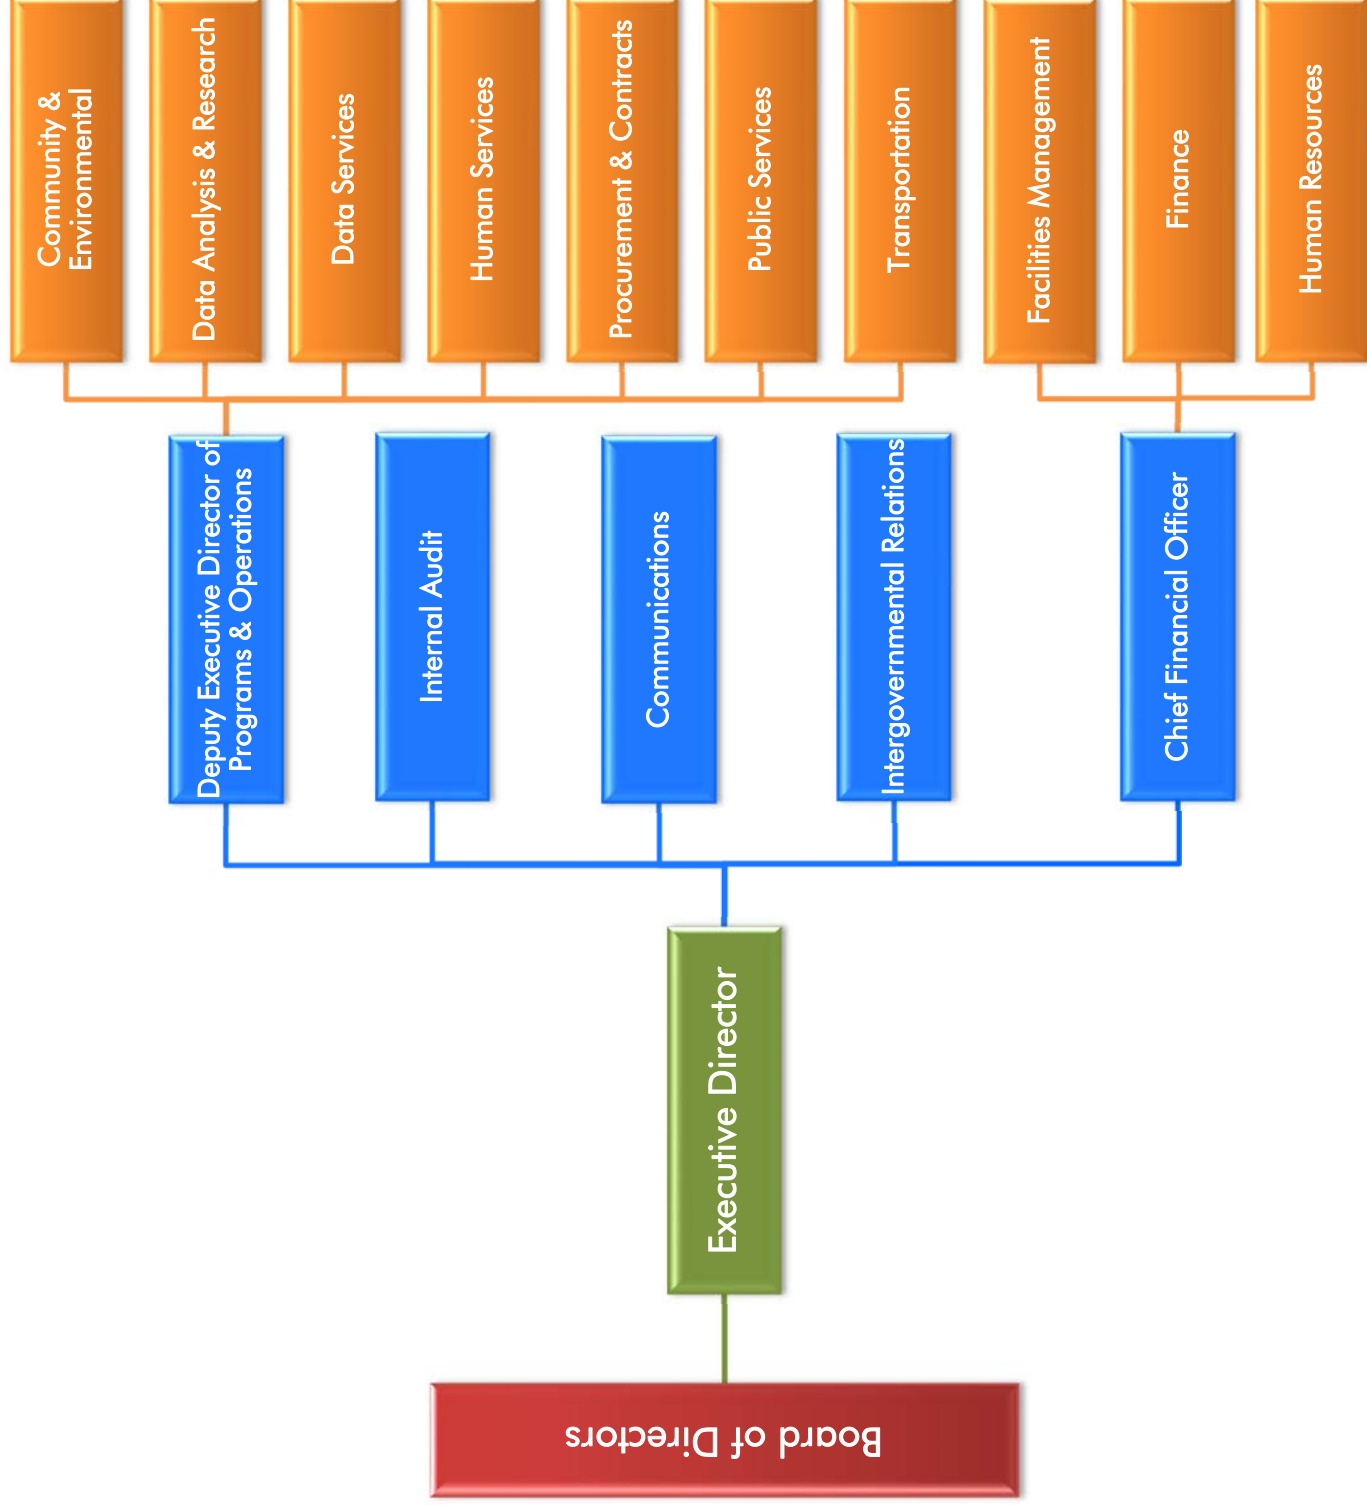 Board of Directors
Executive Director
Deputy Executive Director of
Programs & Operations
Internal Audit
Communications
Intergovernmental Relations
Chief Financial Officer
Community &
Environmental
Data Analysis & Research
Data Services
Human Services
Procurement & Contracts
Public Services
Transportation
Facilities Management
Finance
Human Resources